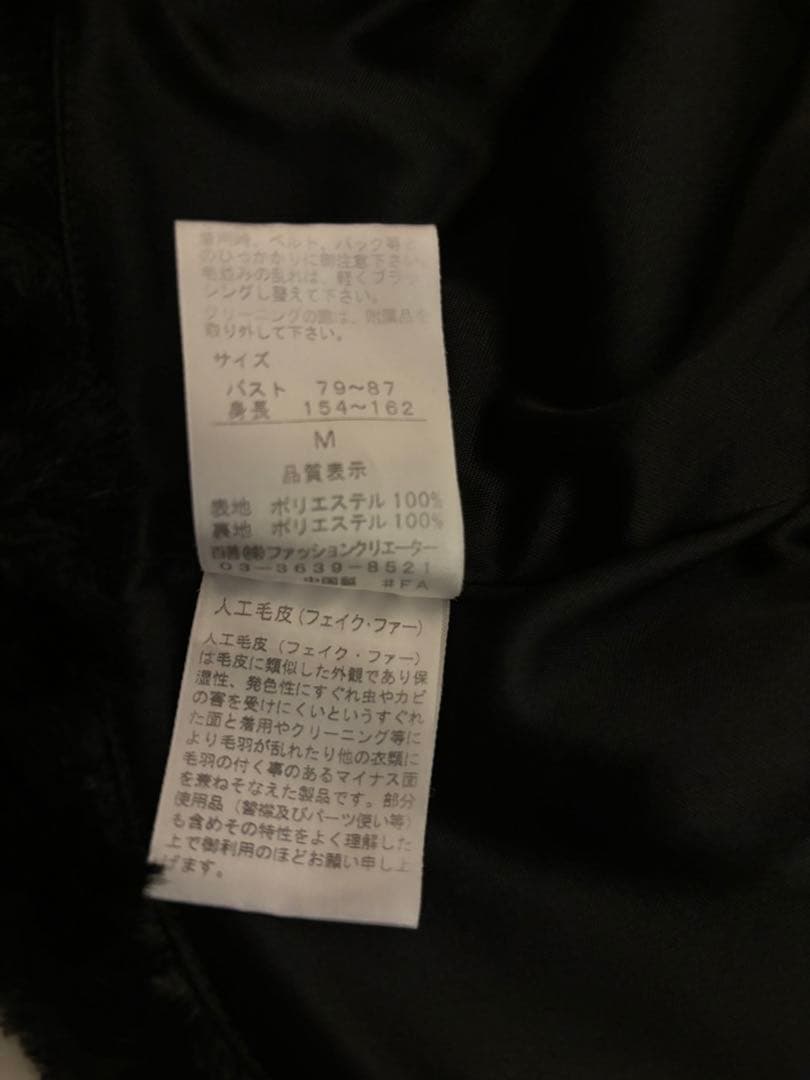 着用時、ベルト、バッグ等と
のひっかかりに御注意下さい。
毛並みの乱れは、軽くブラッ
シングし整えて下さい。
クリーニングの際は、附属品を
取り外して下さい。
サイズ
バスト 79～87
身長 154～162
M
品質表示
表地 ポリエステル 100%
裏地 ポリエステル 100%
(株)ファッションクリエーター
03-3639-8521
中国製 #FA
人工毛皮(フェイク・ファー)
人工毛皮（フェイク・ファー）
は毛皮に類似した外観であり保
湿性、発色性にすぐれ虫やカビ
の害を受けにくいというすぐれ
た面と着用やクリーニング等に
より毛羽が乱れたり他の衣類に
毛羽の付く事のあるマイナス面
を兼ねそなえた製品です。部分
使用品（替襟及びパーツ使い等）
も含めその特性をよく理解した
上で御利用のほどお願い申し上
げます。